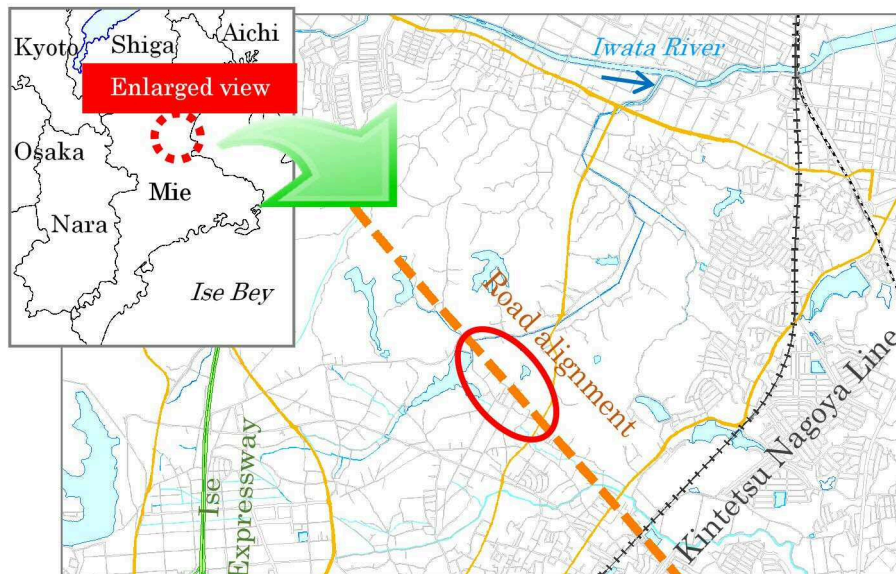 Kyoto
Shiga
Aichi
Enlarged view
Osaka
Mie
Nara
Ise Bey
Iwata River
Road alignment
Kintetsu Nagoya Line
Ise
Expressway